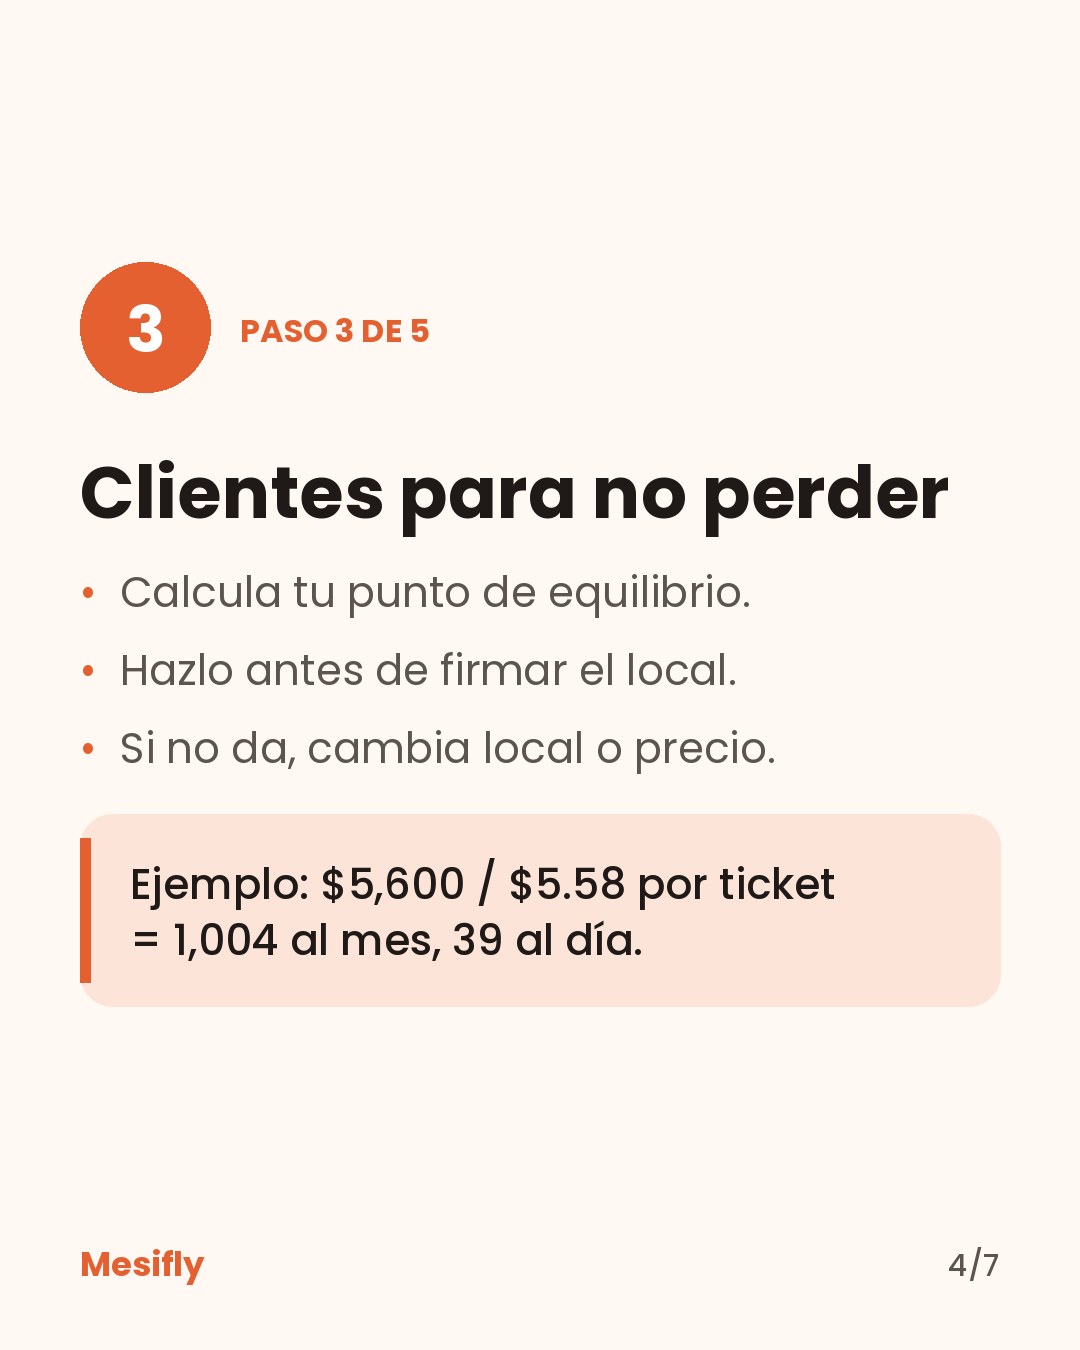 3
PASO 3 DE 5
Clientes para no perder
• Calcula tu punto de equilibrio.
• Hazlo antes de firmar el local.
• Si no da, cambia local o precio.
Ejemplo: $5,600 / $5.58 por ticket
= 1,004 al mes, 39 al día.
Mesifly
4/7